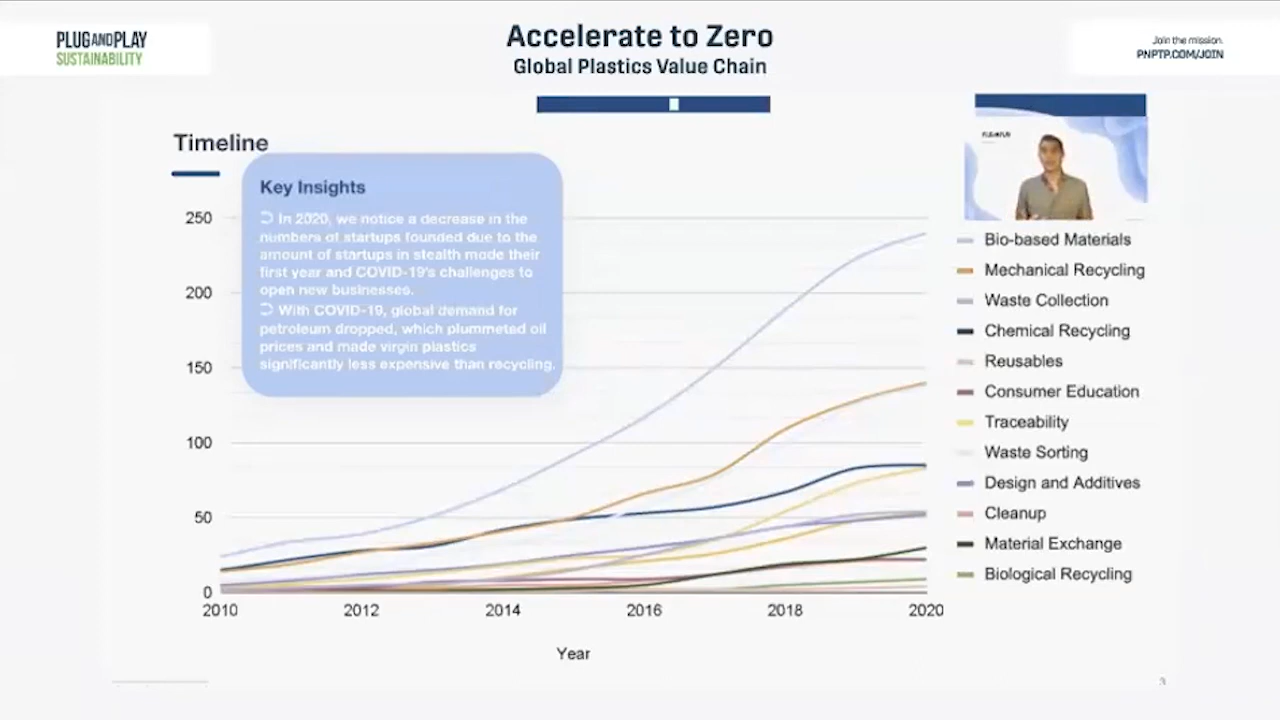 PLUGANDPLAY
SUSTAINABILITY
Accelerate to Zero
Global Plastics Value Chain
Join the mission.
PNPTP.COM/JOIN
Timeline
Key Insights
In 2020, we notice a decrease in the
numbers of startups founded due to the
amount of startups in stealth mode their
first year and COVID-19's challenges to
open new businesses.
With COVID-19, global demand for
petroleum dropped, which plummeted oil
prices and made virgin plastics
significantly less expensive than recycling.
250
200
150
100
50
0
2010
2012
2014
2016
2018
2020
Year
Bio-based Materials
Mechanical Recycling
Waste Collection
Chemical Recycling
Reusables
Consumer Education
Traceability
Waste Sorting
Design and Additives
Cleanup
Material Exchange
Biological Recycling
3